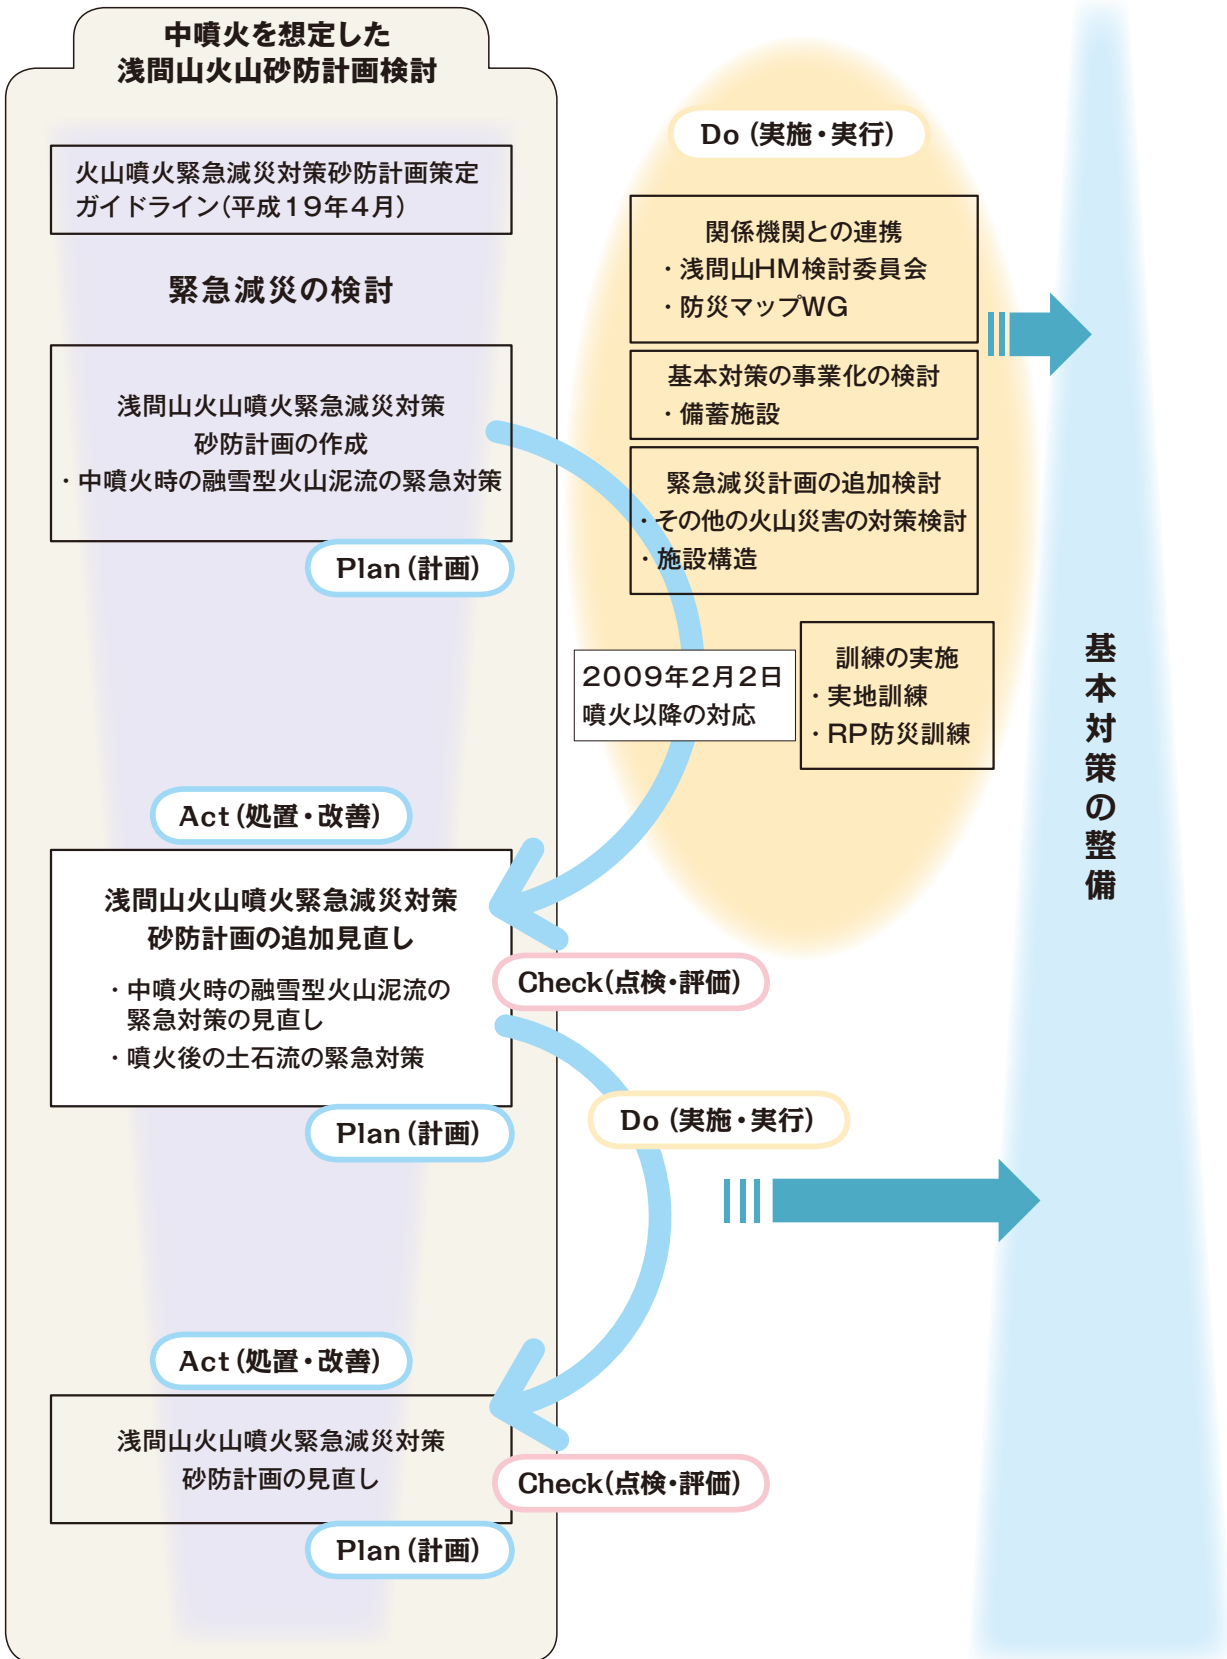 中噴火を想定した
浅間山火山砂防計画検討
火山噴火緊急減災対策砂防計画策定
ガイドライン(平成19年4月)
緊急減災の検討
浅間山火山噴火緊急減災対策
砂防計画の作成
・中噴火時の融雪型火山泥流の緊急対策
Plan(計画)
Do(実施・実行)
関係機関との連携
・浅間山HM検討委員会
・防災マップWG
基本対策の事業化の検討
・備蓄施設
緊急減災計画の追加検討
・その他の火山災害の対策検討
・施設構造
2009年2月2日
噴火以降の対応
訓練の実施
・実地訓練
・RP防災訓練
Act(処置・改善)
浅間山火山噴火緊急減災対策
砂防計画の追加見直し
・中噴火時の融雪型火山泥流の
緊急対策の見直し
・噴火後の土石流の緊急対策
Check(点検・評価)
Plan(計画)
Do(実施・実行)
Act(処置・改善)
浅間山火山噴火緊急減災対策
砂防計画の見直し
Check(点検・評価)
Plan(計画)
基本対策の整備